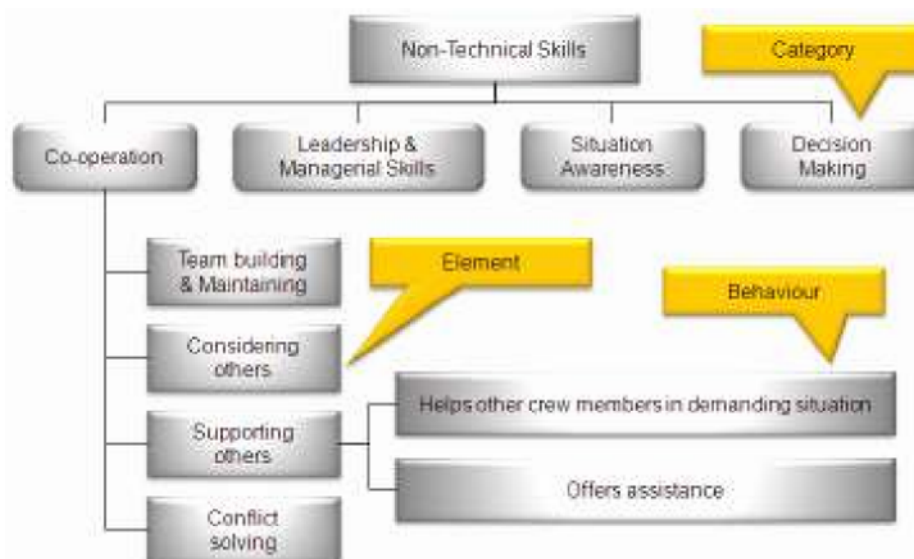 Non-Technical Skills
Category
Co-operation
Leadership &
Managerial Skills
Situation
Awareness
Decision
Making
Team building
& Maintaining
Element
Behaviour
Considering
others
Helps other crew members in demanding situation
Supporting
others
Offers assistance
Conflict
solving